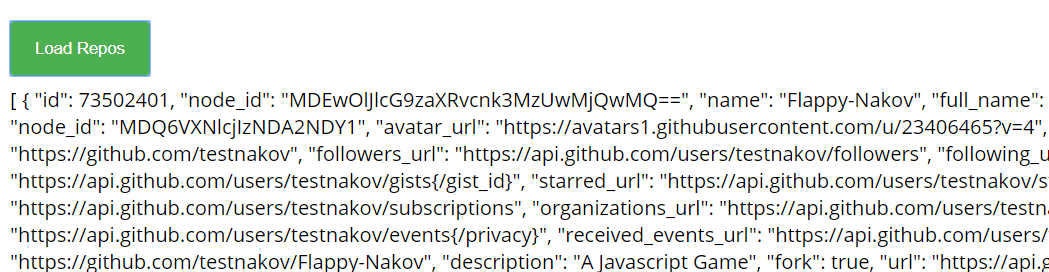 Load Repos
[ { "id": 73502401, "node_id": "MDEwOlJlcG9zaXRvcnk3MzUwMjQwMQ==", "name": "Flappy-Nakov", "full_name":
"node_id": "MDQ6VXNlcjIzNDA2NDY1", "avatar_url": "https://avatars1.githubusercontent.com/u/23406465?v=4",
"https://github.com/testnakov", "followers_url": "https://api.github.com/users/testnakov/followers", "following_u
"https://api.github.com/users/testnakov/gists{/gist_id}", "starred_url": "https://api.github.com/users/testnakov/st
"https://api.github.com/users/testnakov/subscriptions", "organizations_url": "https://api.github.com/users/testn
"https://api.github.com/users/testnakov/events{/privacy}", "received_events_url": "https://api.github.com/users/
"https://github.com/testnakov/Flappy-Nakov", "description": "A Javascript Game", "fork": true, "url": "https://api.g